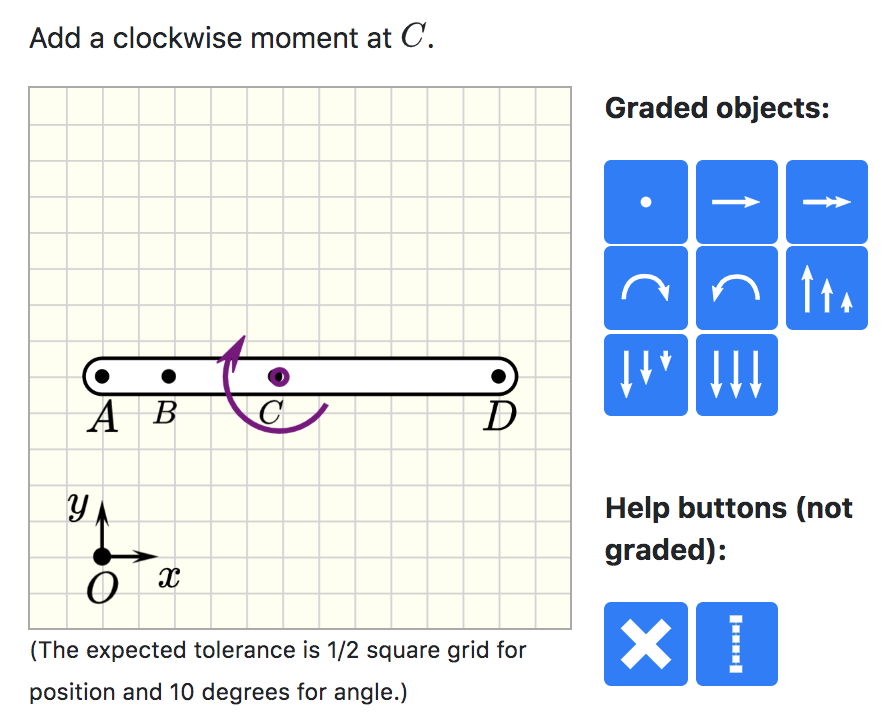 Add a clockwise moment at C.
Graded objects:
A B C D
y
x
O
Help buttons (not
graded):
(The expected tolerance is 1/2 square grid for
position and 10 degrees for angle.)